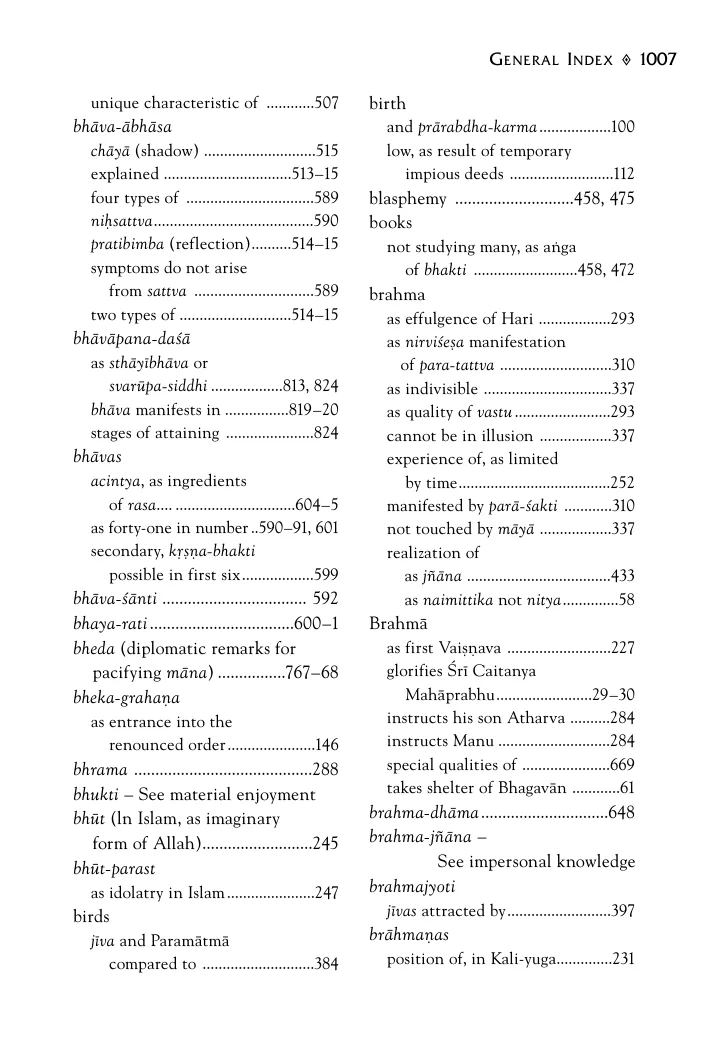 GENERAL INDEX ◊ 1007
unique characteristic of ............507
bhāva-ābhāsa
chāyā (shadow) ............................515
explained ................................513–15
four types of ................................589
niḥsattva........................................590
pratibimba (reflection)..........514–15
symptoms do not arise
from sattva ..............................589
two types of ............................514–15
bhāvāpana-daśā
as sthāyībhāva or
svarūpa-siddhi ..................813, 824
bhāva manifests in ................819–20
stages of attaining ......................824
bhāvas
acintya, as ingredients
of rasa.... ..............................604–5
as forty-one in number ..590–91, 601
secondary, kṛṣṇa-bhakti
possible in first six..................599
bhāva-śānti .................................. 592
bhaya-rati..................................600–1
bheda (diplomatic remarks for
pacifying māna) ................767–68
bheka-grahaṇa
as entrance into the
renounced order......................146
bhrama ..........................................288
bhukti – See material enjoyment
bhūt (ln Islam, as imaginary
form of Allah)..........................245
bhūt-parast
as idolatry in Islam......................247
birds
jīva and Paramātmā
compared to ............................384
birth
and prārabdha-karma..................100
low, as result of temporary
impious deeds ..........................112
blasphemy ............................458, 475
books
not studying many, as aṅga
of bhakti ..........................458, 472
brahma
as effulgence of Hari ..................293
as nirviśeṣa manifestation
of para-tattva ............................310
as indivisible ................................337
as quality of vastu........................293
cannot be in illusion ..................337
experience of, as limited
by time......................................252
manifested by parā-śakti ............310
not touched by māyā ..................337
realization of
as jñāna ....................................433
as naimittika not nitya..............58
Brahmā
as first Vaiṣṇava ..........................227
glorifies Śrī Caitanya
Mahāprabhu........................29–30
instructs his son Atharva ..........284
instructs Manu ............................284
special qualities of ......................669
takes shelter of Bhagavān ............61
brahma-dhāma..............................648
brahma-jñāna –
See impersonal knowledge
brahmajyoti
jīvas attracted by..........................397
brāhmaṇas
position of, in Kali-yuga..............231